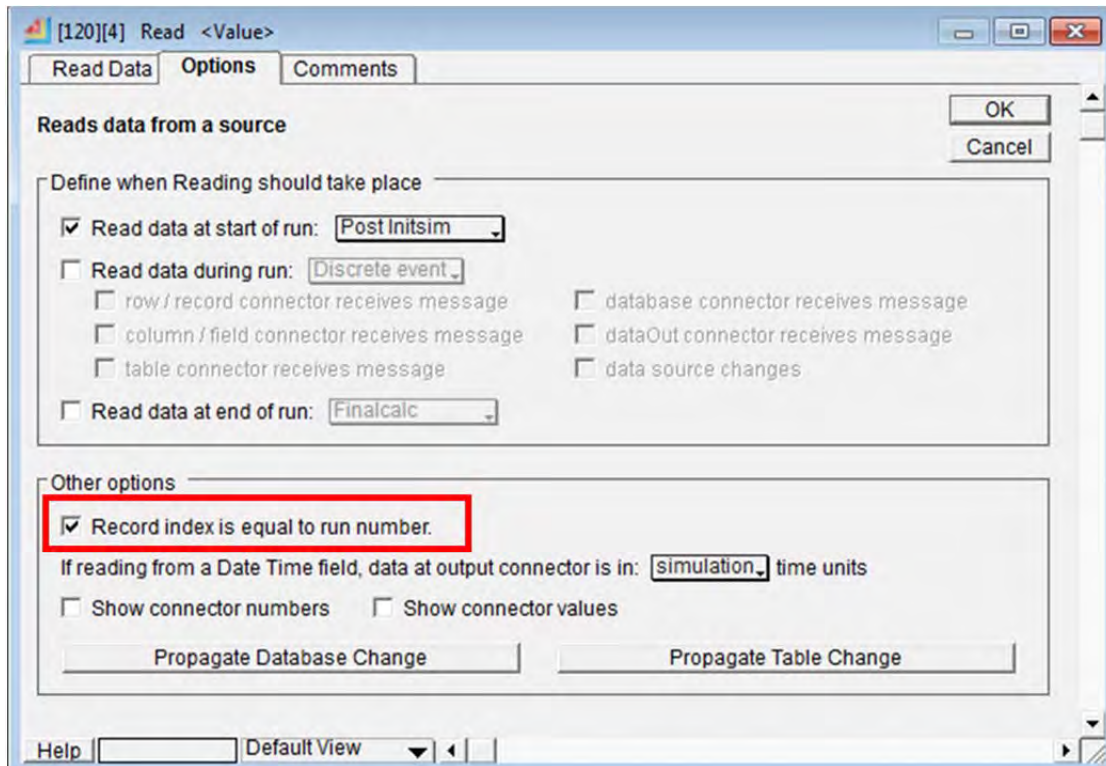 [120][4] Read <Value>
Read Data Options Comments
OK
Reads data from a source
Cancel
Define when Reading should take place
Read data at start of run: Post Initsim
Read data during run: Discrete event
row / record connector receives message database connector receives message
column / field connector receives message dataOut connector receives message
table connector receives message data source changes
Read data at end of run: Finalcalc
Other options
Record index is equal to run number.
If reading from a Date Time field, data at output connector is in: simulation time units
Show connector numbers Show connector values
Propagate Database Change Propagate Table Change
Help Default View